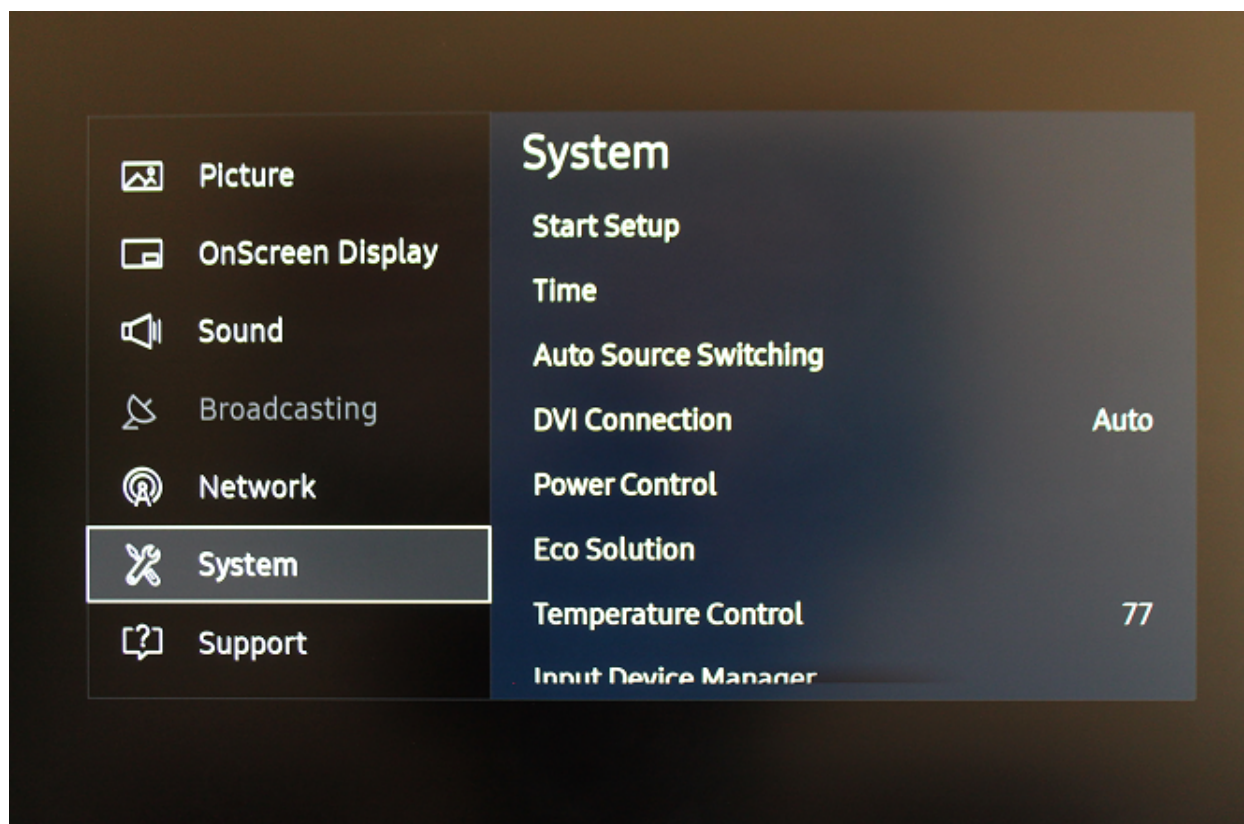 Picture
OnScreen Display
Sound
Broadcasting
Network
System
Support
System
Start Setup
Time
Auto Source Switching
DVI Connection Auto
Power Control
Eco Solution
Temperature Control 77
Input Device Manager